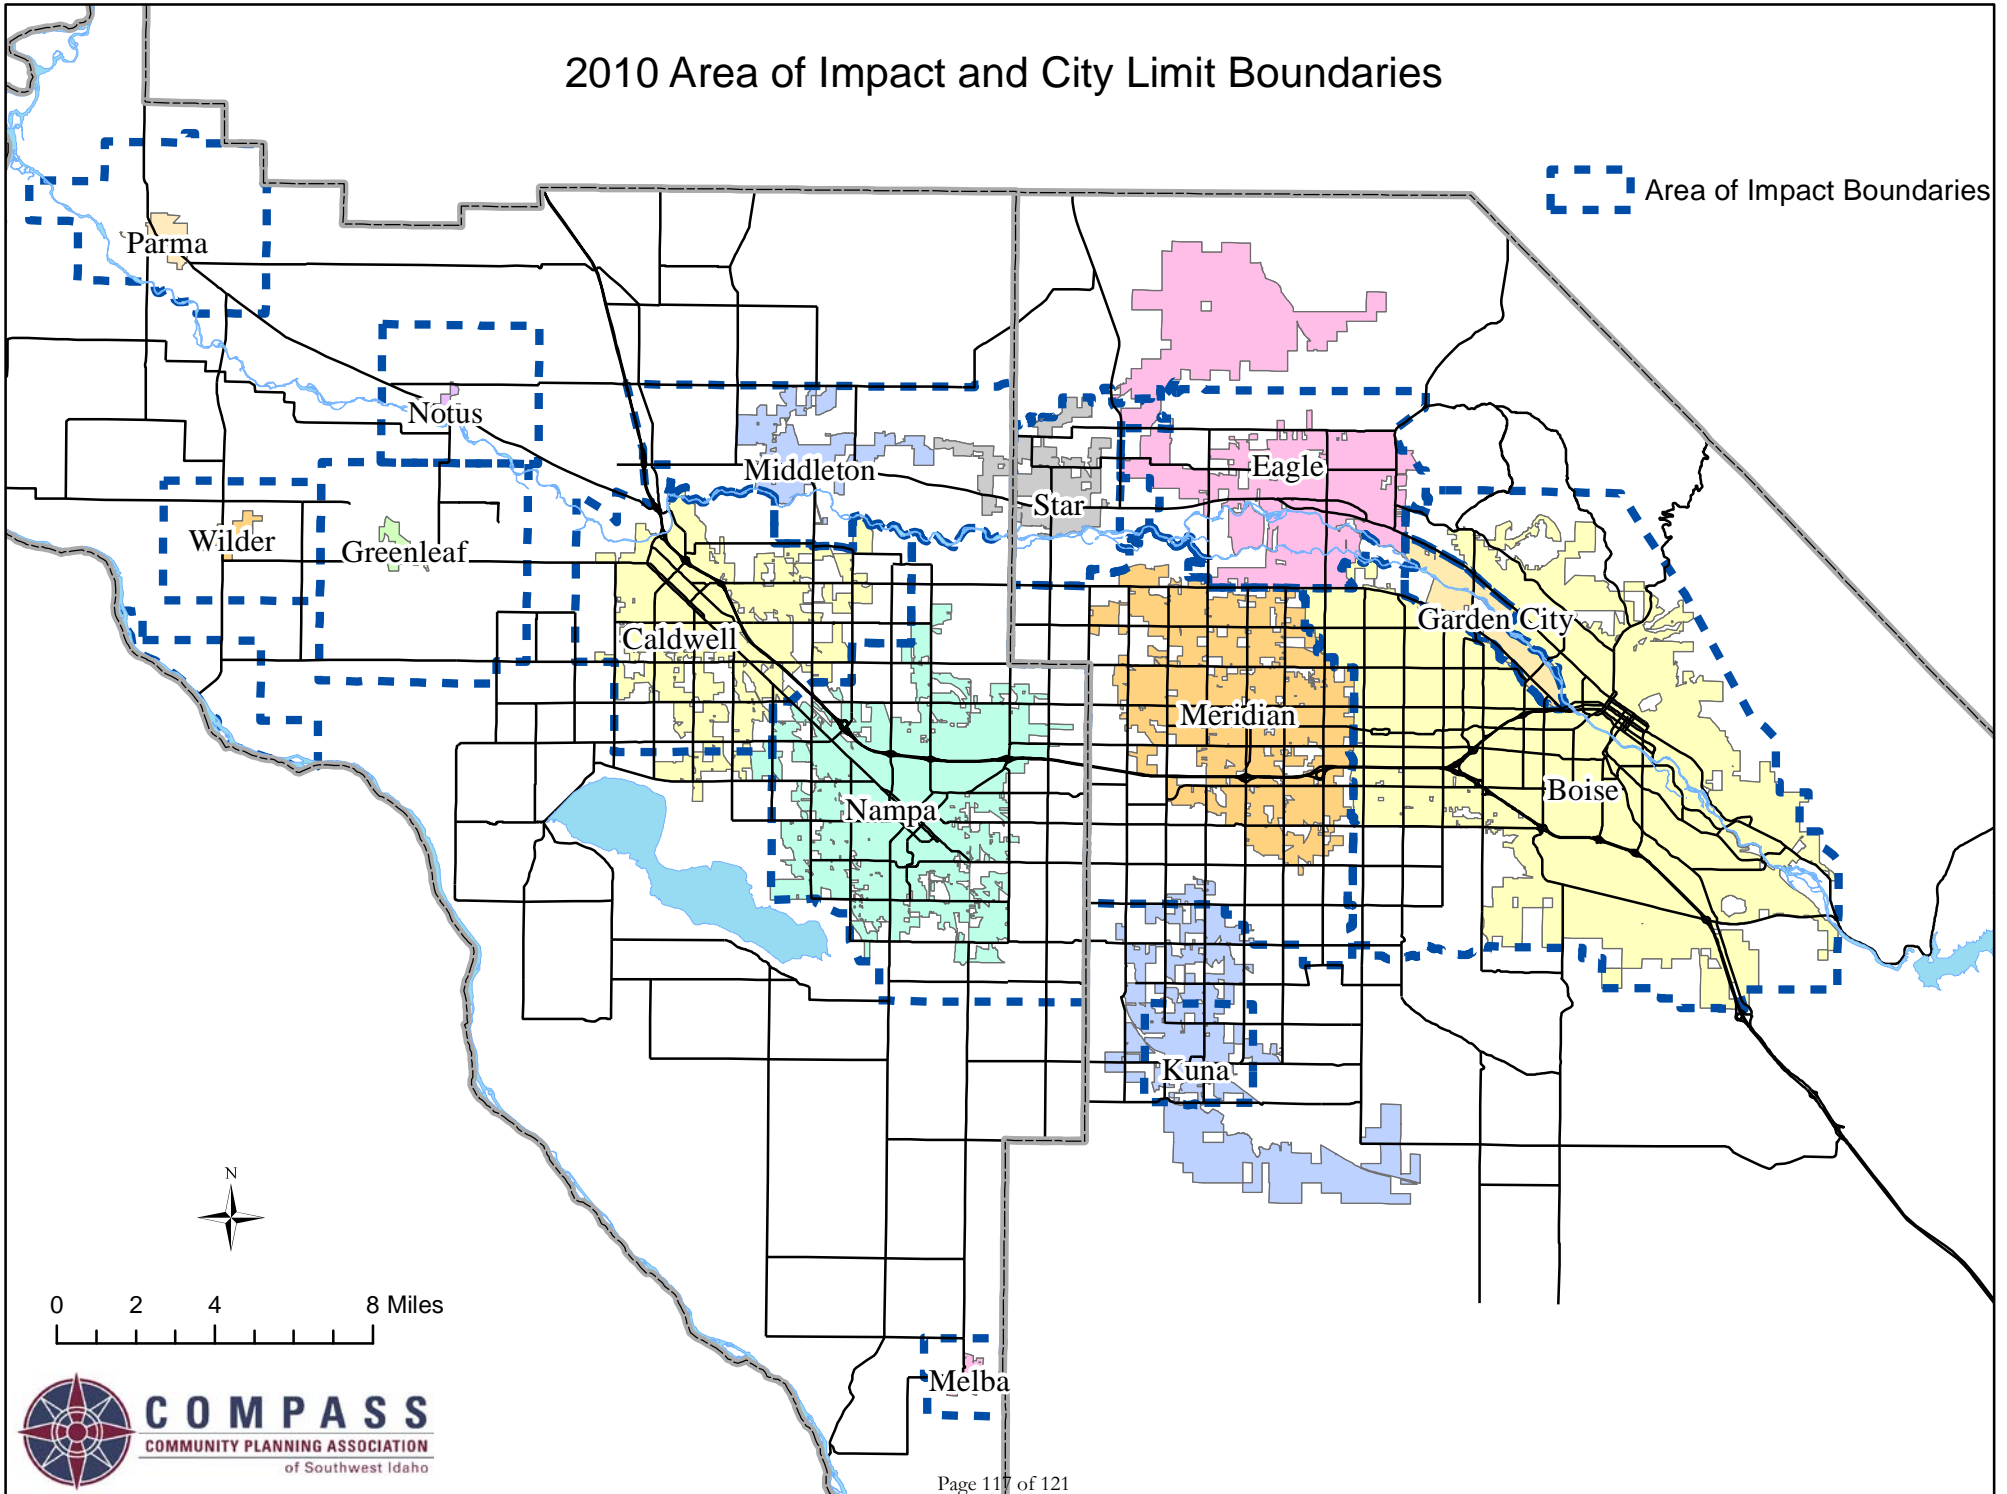 2010 Area of Impact and City Limit Boundaries
Area of Impact Boundaries
Parma
Notus
Middleton
Eagle
Star
Wilder
Greenleaf
Garden City
Caldwell
Meridian
Boise
Nampa
Kuna
N
0 2 4 8 Miles
Melba
COMPASS
COMMUNITY PLANNING ASSOCIATION
of Southwest Idaho
Page 117 of 121